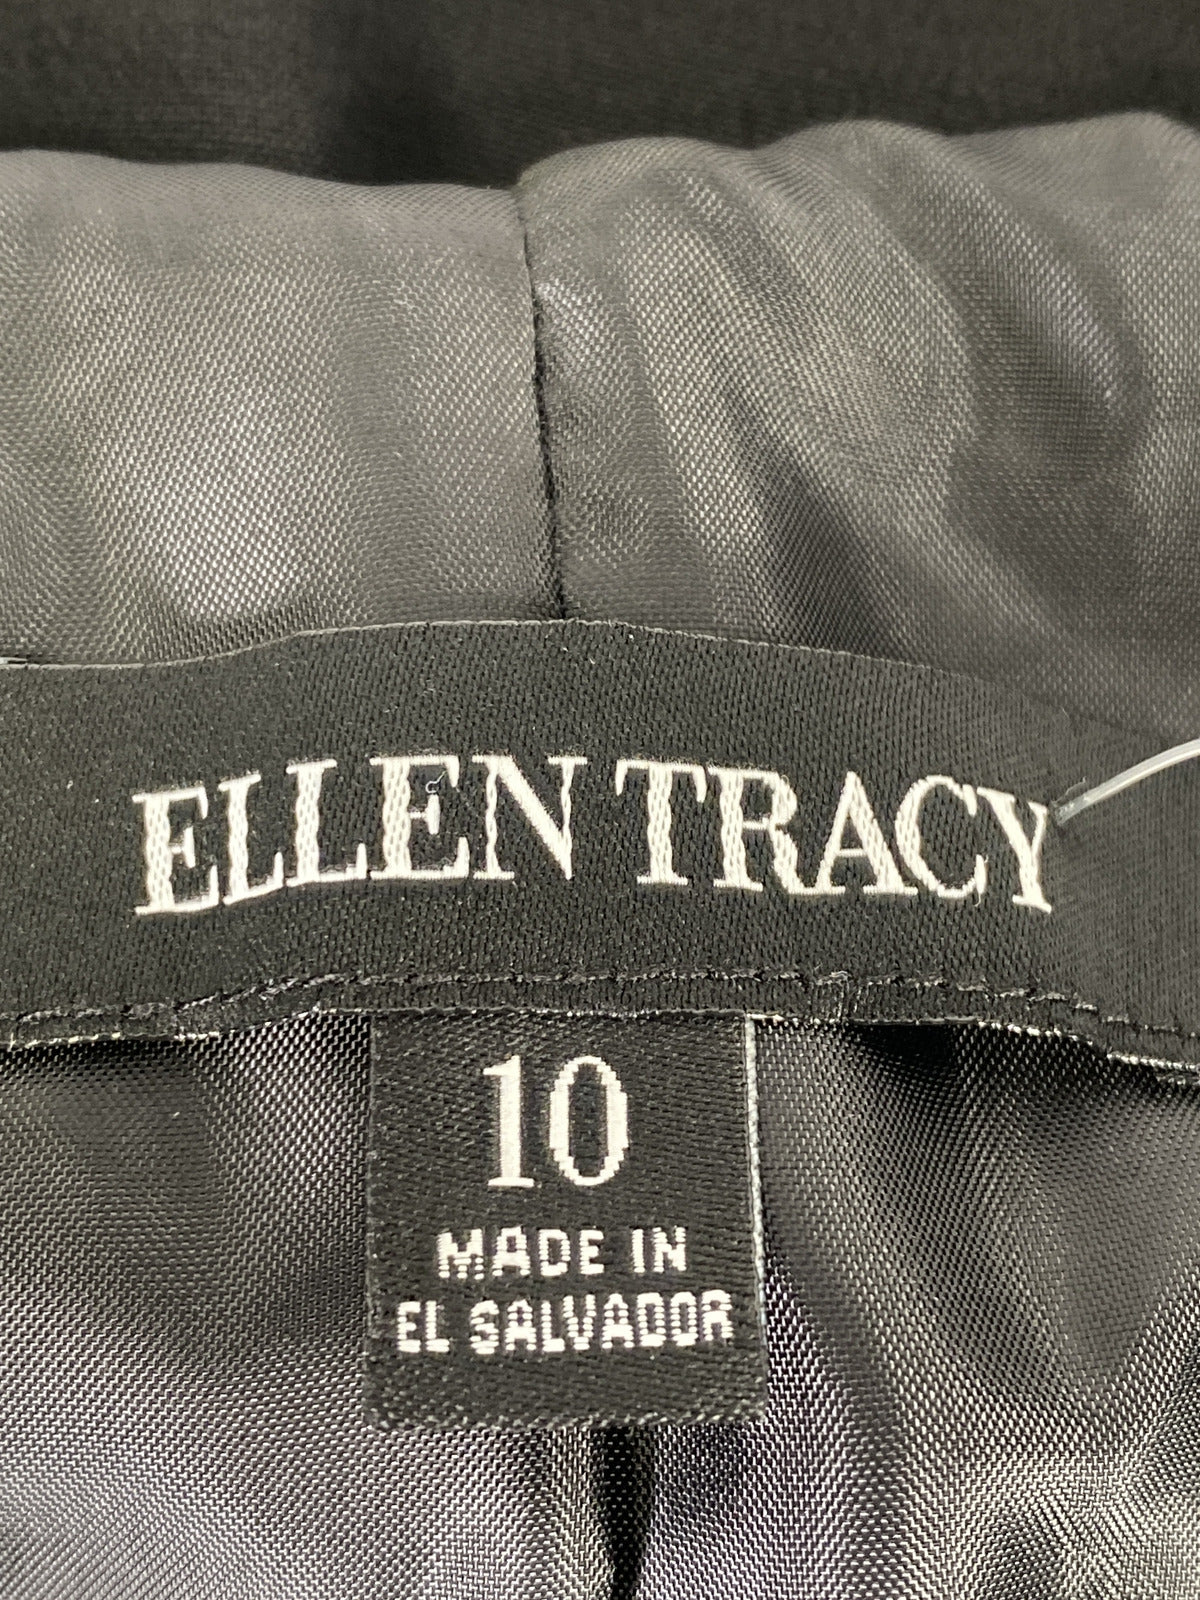 ELLEN TRACY
10
MADE IN
EL SALVADOR